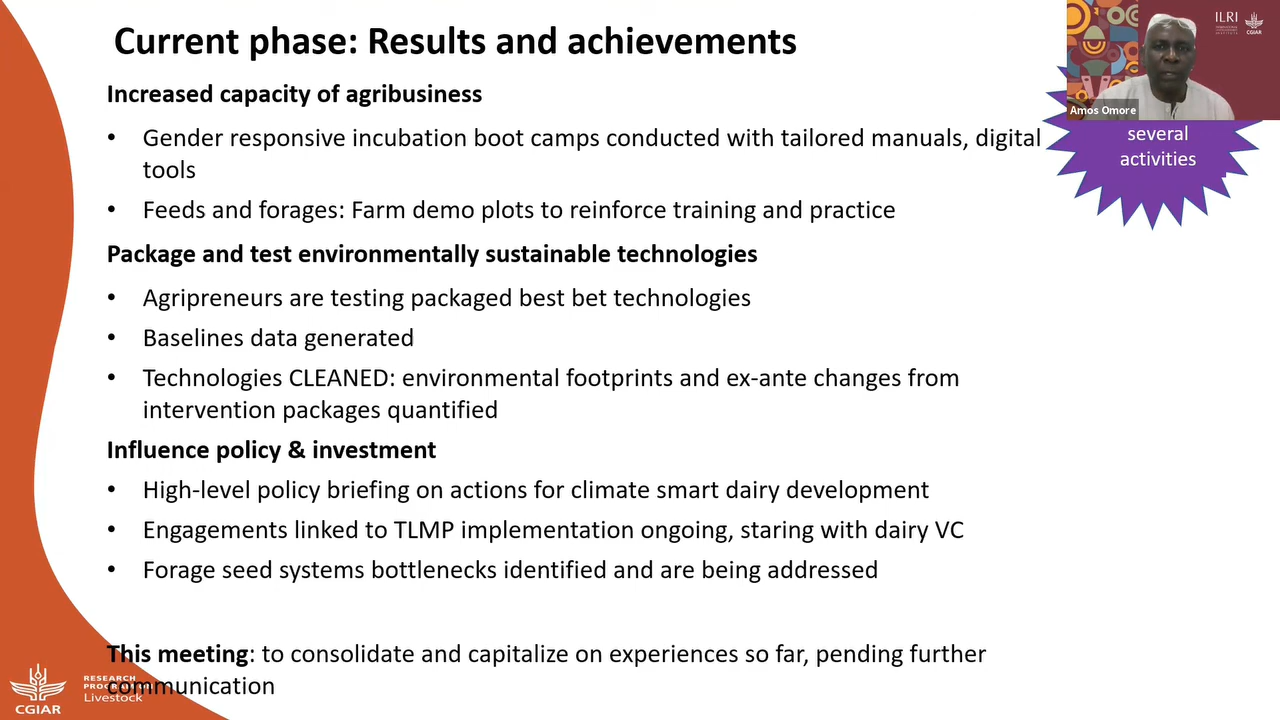 Current phase: Results and achievements
ILRI
CGIAR
Amos Omore
several
activities
Increased capacity of agribusiness
• Gender responsive incubation boot camps conducted with tailored manuals, digital
tools
• Feeds and forages: Farm demo plots to reinforce training and practice
Package and test environmentally sustainable technologies
• Agripreneurs are testing packaged best bet technologies
• Baselines data generated
• Technologies CLEANED: environmental footprints and ex-ante changes from
intervention packages quantified
Influence policy & investment
• High-level policy briefing on actions for climate smart dairy development
• Engagements linked to TLMP implementation ongoing, staring with dairy VC
• Forage seed systems bottlenecks identified and are being addressed
This meeting: to consolidate and capitalize on experiences so far, pending further
communication
CGIAR
RESEARCH
PROGRAM ON
Livestock